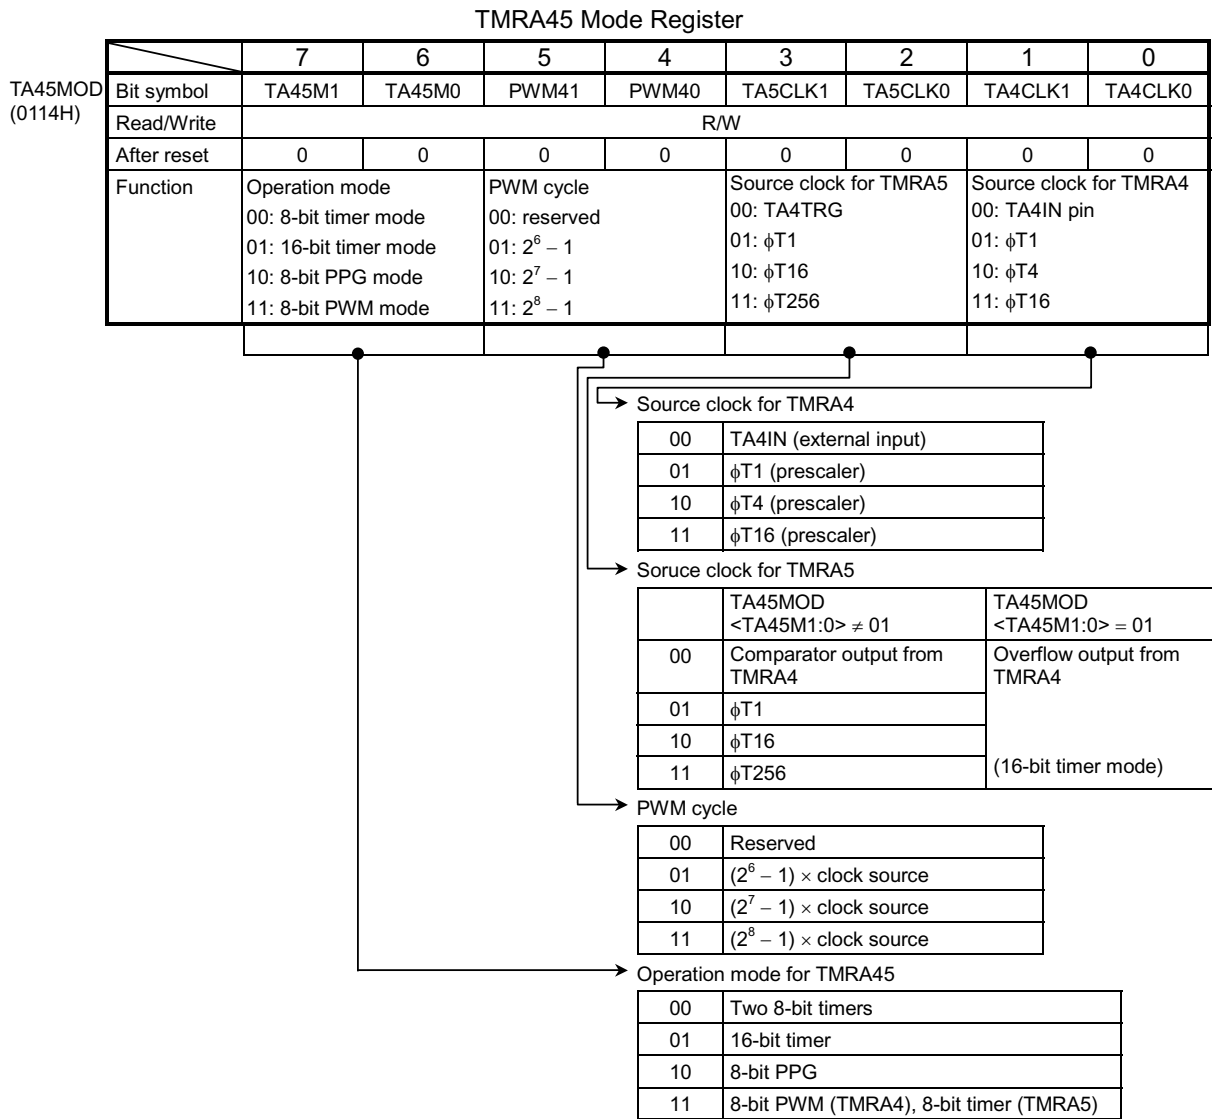 TMRA45 Mode Register
7 6 5 4 3 2 1 0
TA45MOD (0114H)
Bit symbol TA45M1 TA45M0 PWM41 PWM40 TA5CLK1 TA5CLK0 TA4CLK1 TA4CLK0
Read/Write R/W
After reset 0 0 0 0 0 0 0 0
Function
Operation mode
00: 8-bit timer mode
01: 16-bit timer mode
10: 8-bit PPG mode
11: 8-bit PWM mode
PWM cycle
00: reserved
01: 2⁶ − 1
10: 2⁷ − 1
11: 2⁸ − 1
Source clock for TMRA5
00: TA4TRG
01: ϕT1
10: ϕT16
11: ϕT256
Source clock for TMRA4
00: TA4IN pin
01: ϕT1
10: ϕT4
11: ϕT16
Source clock for TMRA4
00 TA4IN (external input)
01 ϕT1 (prescaler)
10 ϕT4 (prescaler)
11 ϕT16 (prescaler)
Soruce clock for TMRA5
TA45MOD
<TA45M1:0> ≠ 01
TA45MOD
<TA45M1:0> = 01
00 Comparator output from
TMRA4
Overflow output from
TMRA4
01 ϕT1
10 ϕT16
11 ϕT256
(16-bit timer mode)
PWM cycle
00 Reserved
01 (2⁶ − 1) × clock source
10 (2⁷ − 1) × clock source
11 (2⁸ − 1) × clock source
Operation mode for TMRA45
00 Two 8-bit timers
01 16-bit timer
10 8-bit PPG
11 8-bit PWM (TMRA4), 8-bit timer (TMRA5)